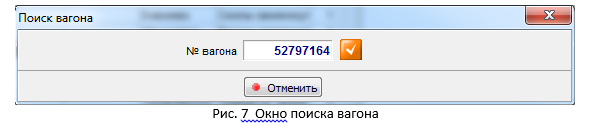 Поиск вагона
№ вагона 52797164
Отменить
Рис. 7 Окно поиска вагона